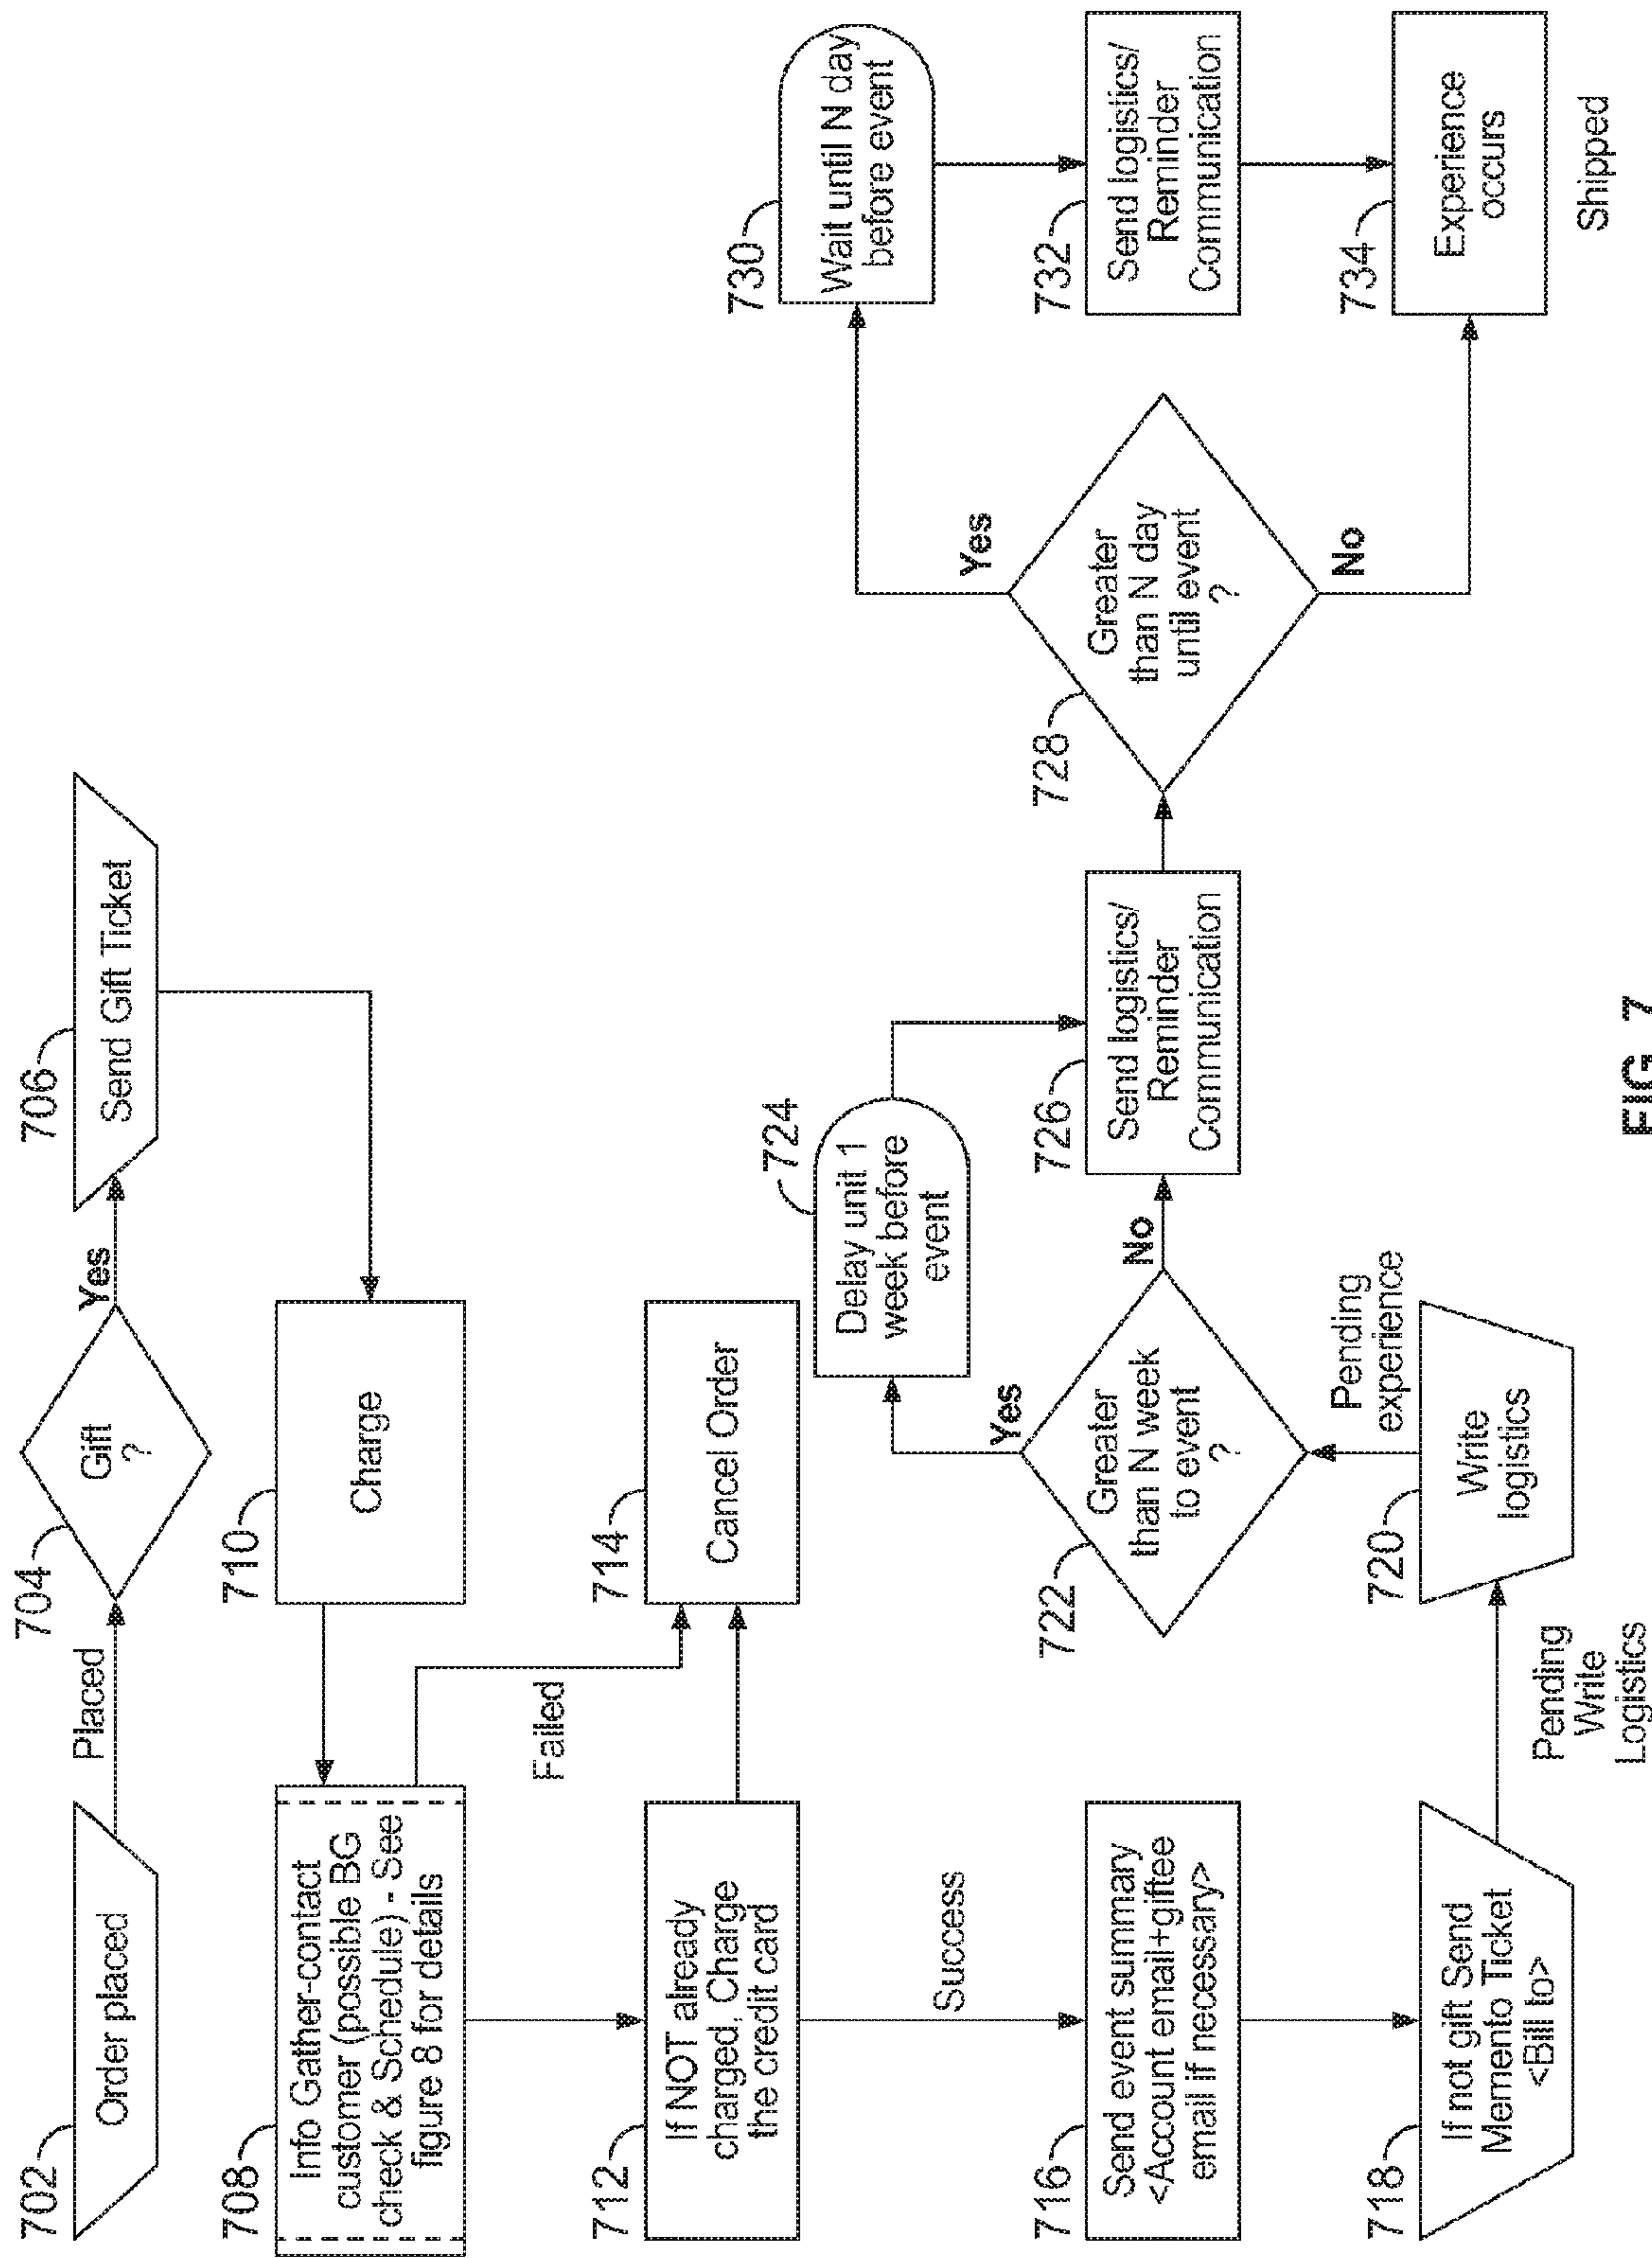 702
Order placed
Placed
704
Gift
?
Yes
706
Send Gift Ticket
708
Info Gather-contact
customer (possible BG
check & Schedule) - See
figure 8 for details
710
Charge
Failed
712
If NOT already
charged, Charge
the credit card
714
Cancel Order
Success
716
Send event summary
<Account email+giftee
email if necessary>
718
If not gift Send
Memento Ticket
<Bill to>
Pending
Write
Logistics
720
Write
logistics
Pending
experience
722
Greater
than N week
to event
?
Yes
No
724
Delay unit 1
week before
event
726
Send logistics/
Reminder
Communication
728
Greater
than N day
until event
?
Yes
No
730
Wait until N day
before event
732
Send logistics/
Reminder
Communication
734
Experience
occurs
Shipped
FIG. 7